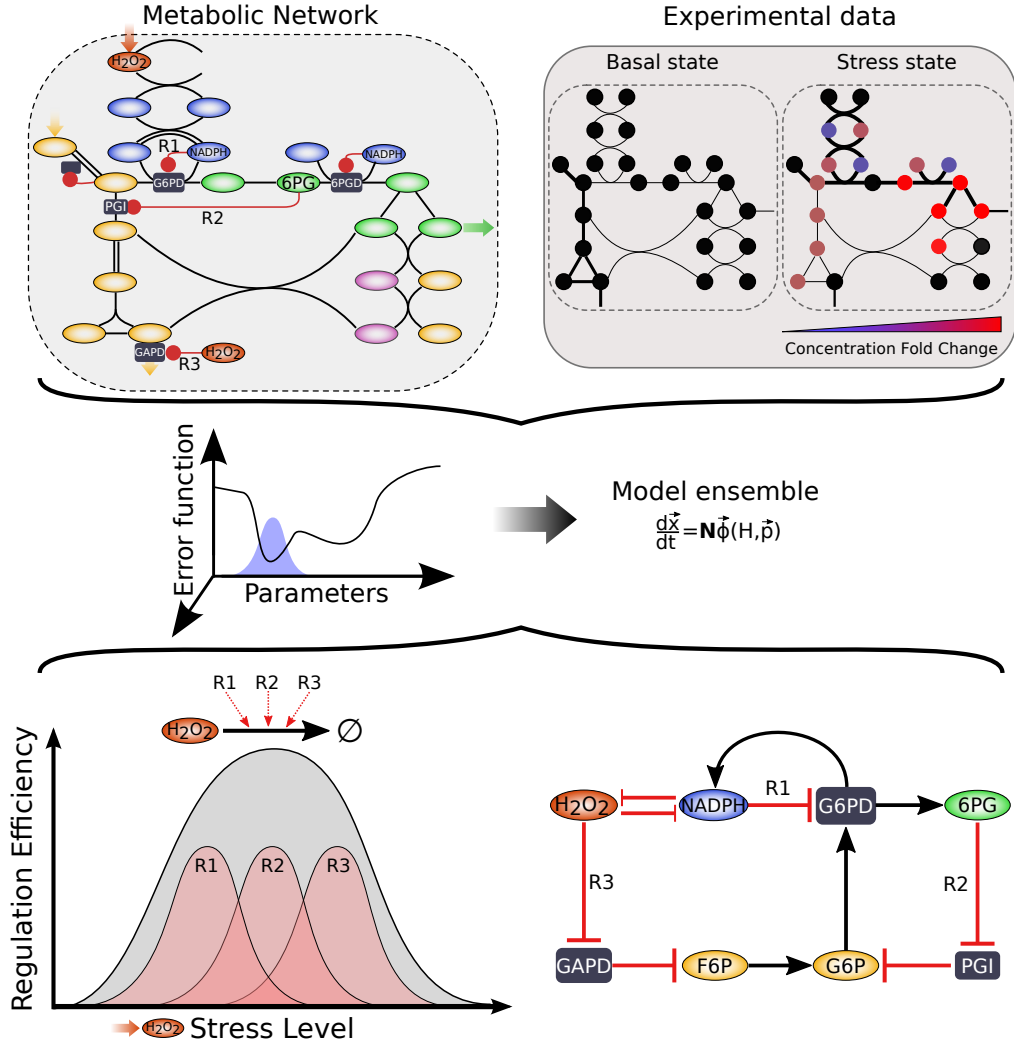 Metabolic Network
Experimental data
H₂O₂
R1
NADPH
G6PD
6PG
6PGD
NADPH
PGI
R2
GAPD
R3
H₂O₂
Basal state
Stress state
Concentration Fold Change
Error function
Parameters
Model ensemble
dx⃗/dt=Nϕ⃗(H,p⃗)
Regulation Efficiency
R1 R2 R3
H₂O₂ ∅
R1 R2 R3
H₂O₂ Stress Level
H₂O₂ NADPH R1 G6PD 6PG
R3 R2
GAPD F6P G6P PGI